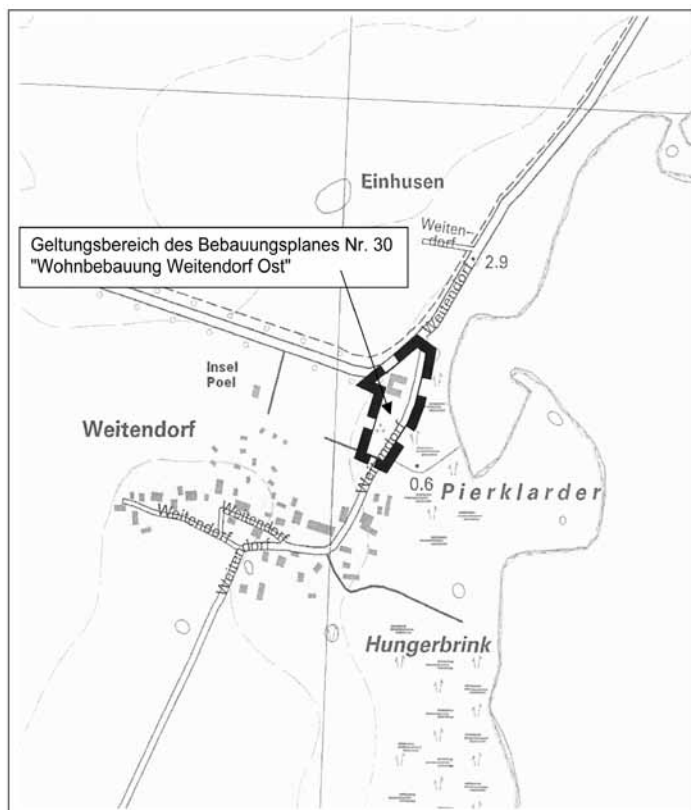 Einhusen
Geltungsbereich des Bebauungsplanes Nr. 30
"Wohnbebauung Weitendorf Ost"
Weiten-
dorf
2.9
Weitendorf
Insel
Poel
Weitendorf
Weitendorf
0.6
Pierklarder
Weitendorf
Weitendorf
Weitendorf
Hungerbrink